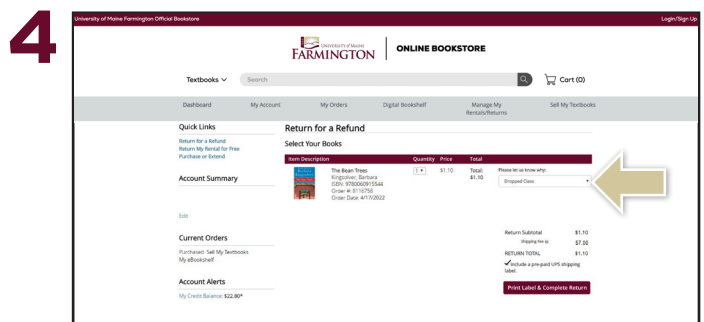 4
University of Maine Farmington Official Bookstore
Login/Sign Up
UNIVERSITY of MAINE
FARMINGTON
ONLINE BOOKSTORE
Textbooks
Search
Cart (0)
Dashboard
My Account
My Orders
Digital Bookshelf
Manage My
Rentals/Returns
Sell My Textbooks
Quick Links
Return for a Refund
Return My Rental for Free
Purchase or Extend
Account Summary
Edit
Current Orders
Purchased: Sell My Textbooks
My eBookshelf
Account Alerts
My Credit Balance: $22.80*
Return for a Refund
Select Your Books
Item Description Quantity Price Total
The Bean Trees
Kingsolver, Barbara
ISBN: 9780060915544
Order #: 8116758
Order Date: 4/17/2022
1
$1.10
Total:
$1.10
Please let us know why:
Dropped Class
Return Subtotal $1.10
Shipping Fee $7.00
RETURN TOTAL $1.10
Include a pre-paid UPS shipping
label.
Print Label & Complete Return